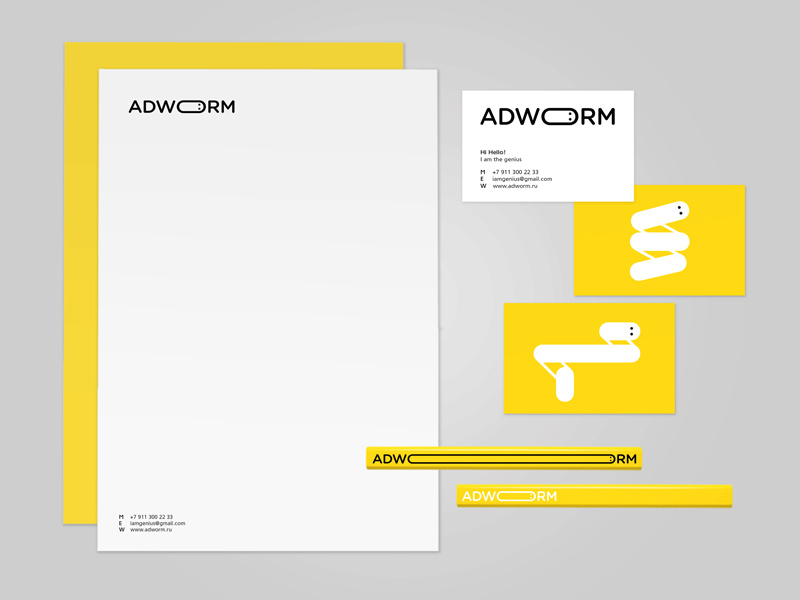 ADWORM
M +7 911 300 22 33
E iamgenius@gmail.com
W www.adworm.ru
ADWORM
Hi Hello!
I am the genius
M +7 911 300 22 33
E iamgenius@gmail.com
W www.adworm.ru
ADWORM
ADWORM